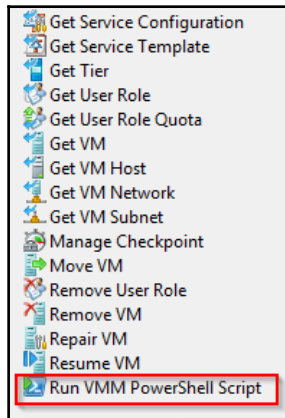 Get Service Configuration
Get Service Template
Get Tier
Get User Role
Get User Role Quota
Get VM
Get VM Host
Get VM Network
Get VM Subnet
Manage Checkpoint
Move VM
Remove User Role
Remove VM
Repair VM
Resume VM
Run VMM PowerShell Script